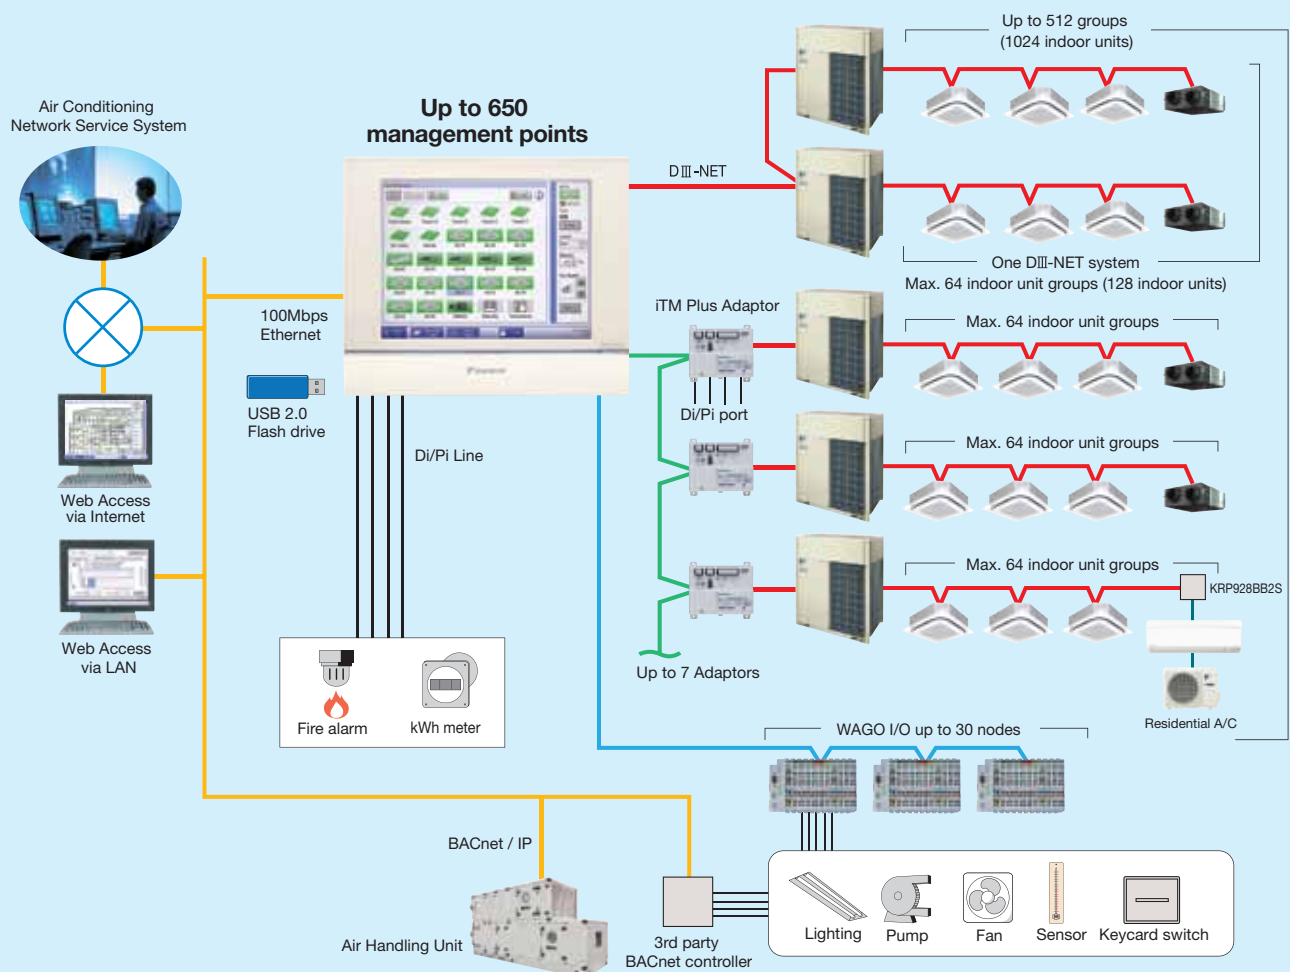 Up to 512 groups
(1024 indoor units)
Air Conditioning
Network Service System
Up to 650
management points
DⅢ-NET
One DⅢ-NET system
Max. 64 indoor unit groups (128 indoor units)
100Mbps
Ethernet
iTM Plus Adaptor
Max. 64 indoor unit groups
USB 2.0
Flash drive
Di/Pi port
Di/Pi Line
Max. 64 indoor unit groups
Web Access
via Internet
Max. 64 indoor unit groups
KRP928BB2S
Web Access
via LAN
Up to 7 Adaptors
Fire alarm
kWh meter
Residential A/C
WAGO I/O up to 30 nodes
BACnet / IP
Air Handling Unit
3rd party
BACnet controller
Lighting
Pump
Fan
Sensor
Keycard switch